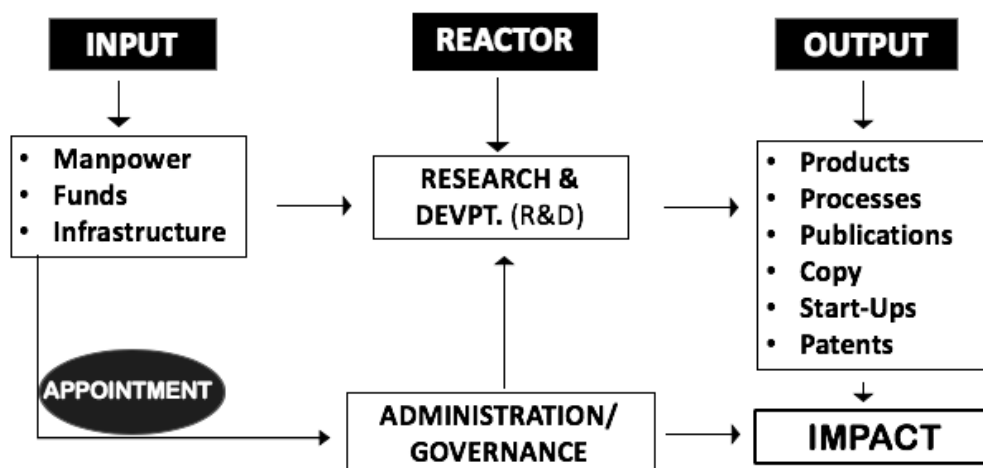 INPUT
REACTOR
OUTPUT
• Manpower
• Funds
• Infrastructure
RESEARCH &
DEVPT. (R&D)
• Products
• Processes
• Publications
• Copy
• Start-Ups
• Patents
APPOINTMENT
ADMINISTRATION/
GOVERNANCE
IMPACT